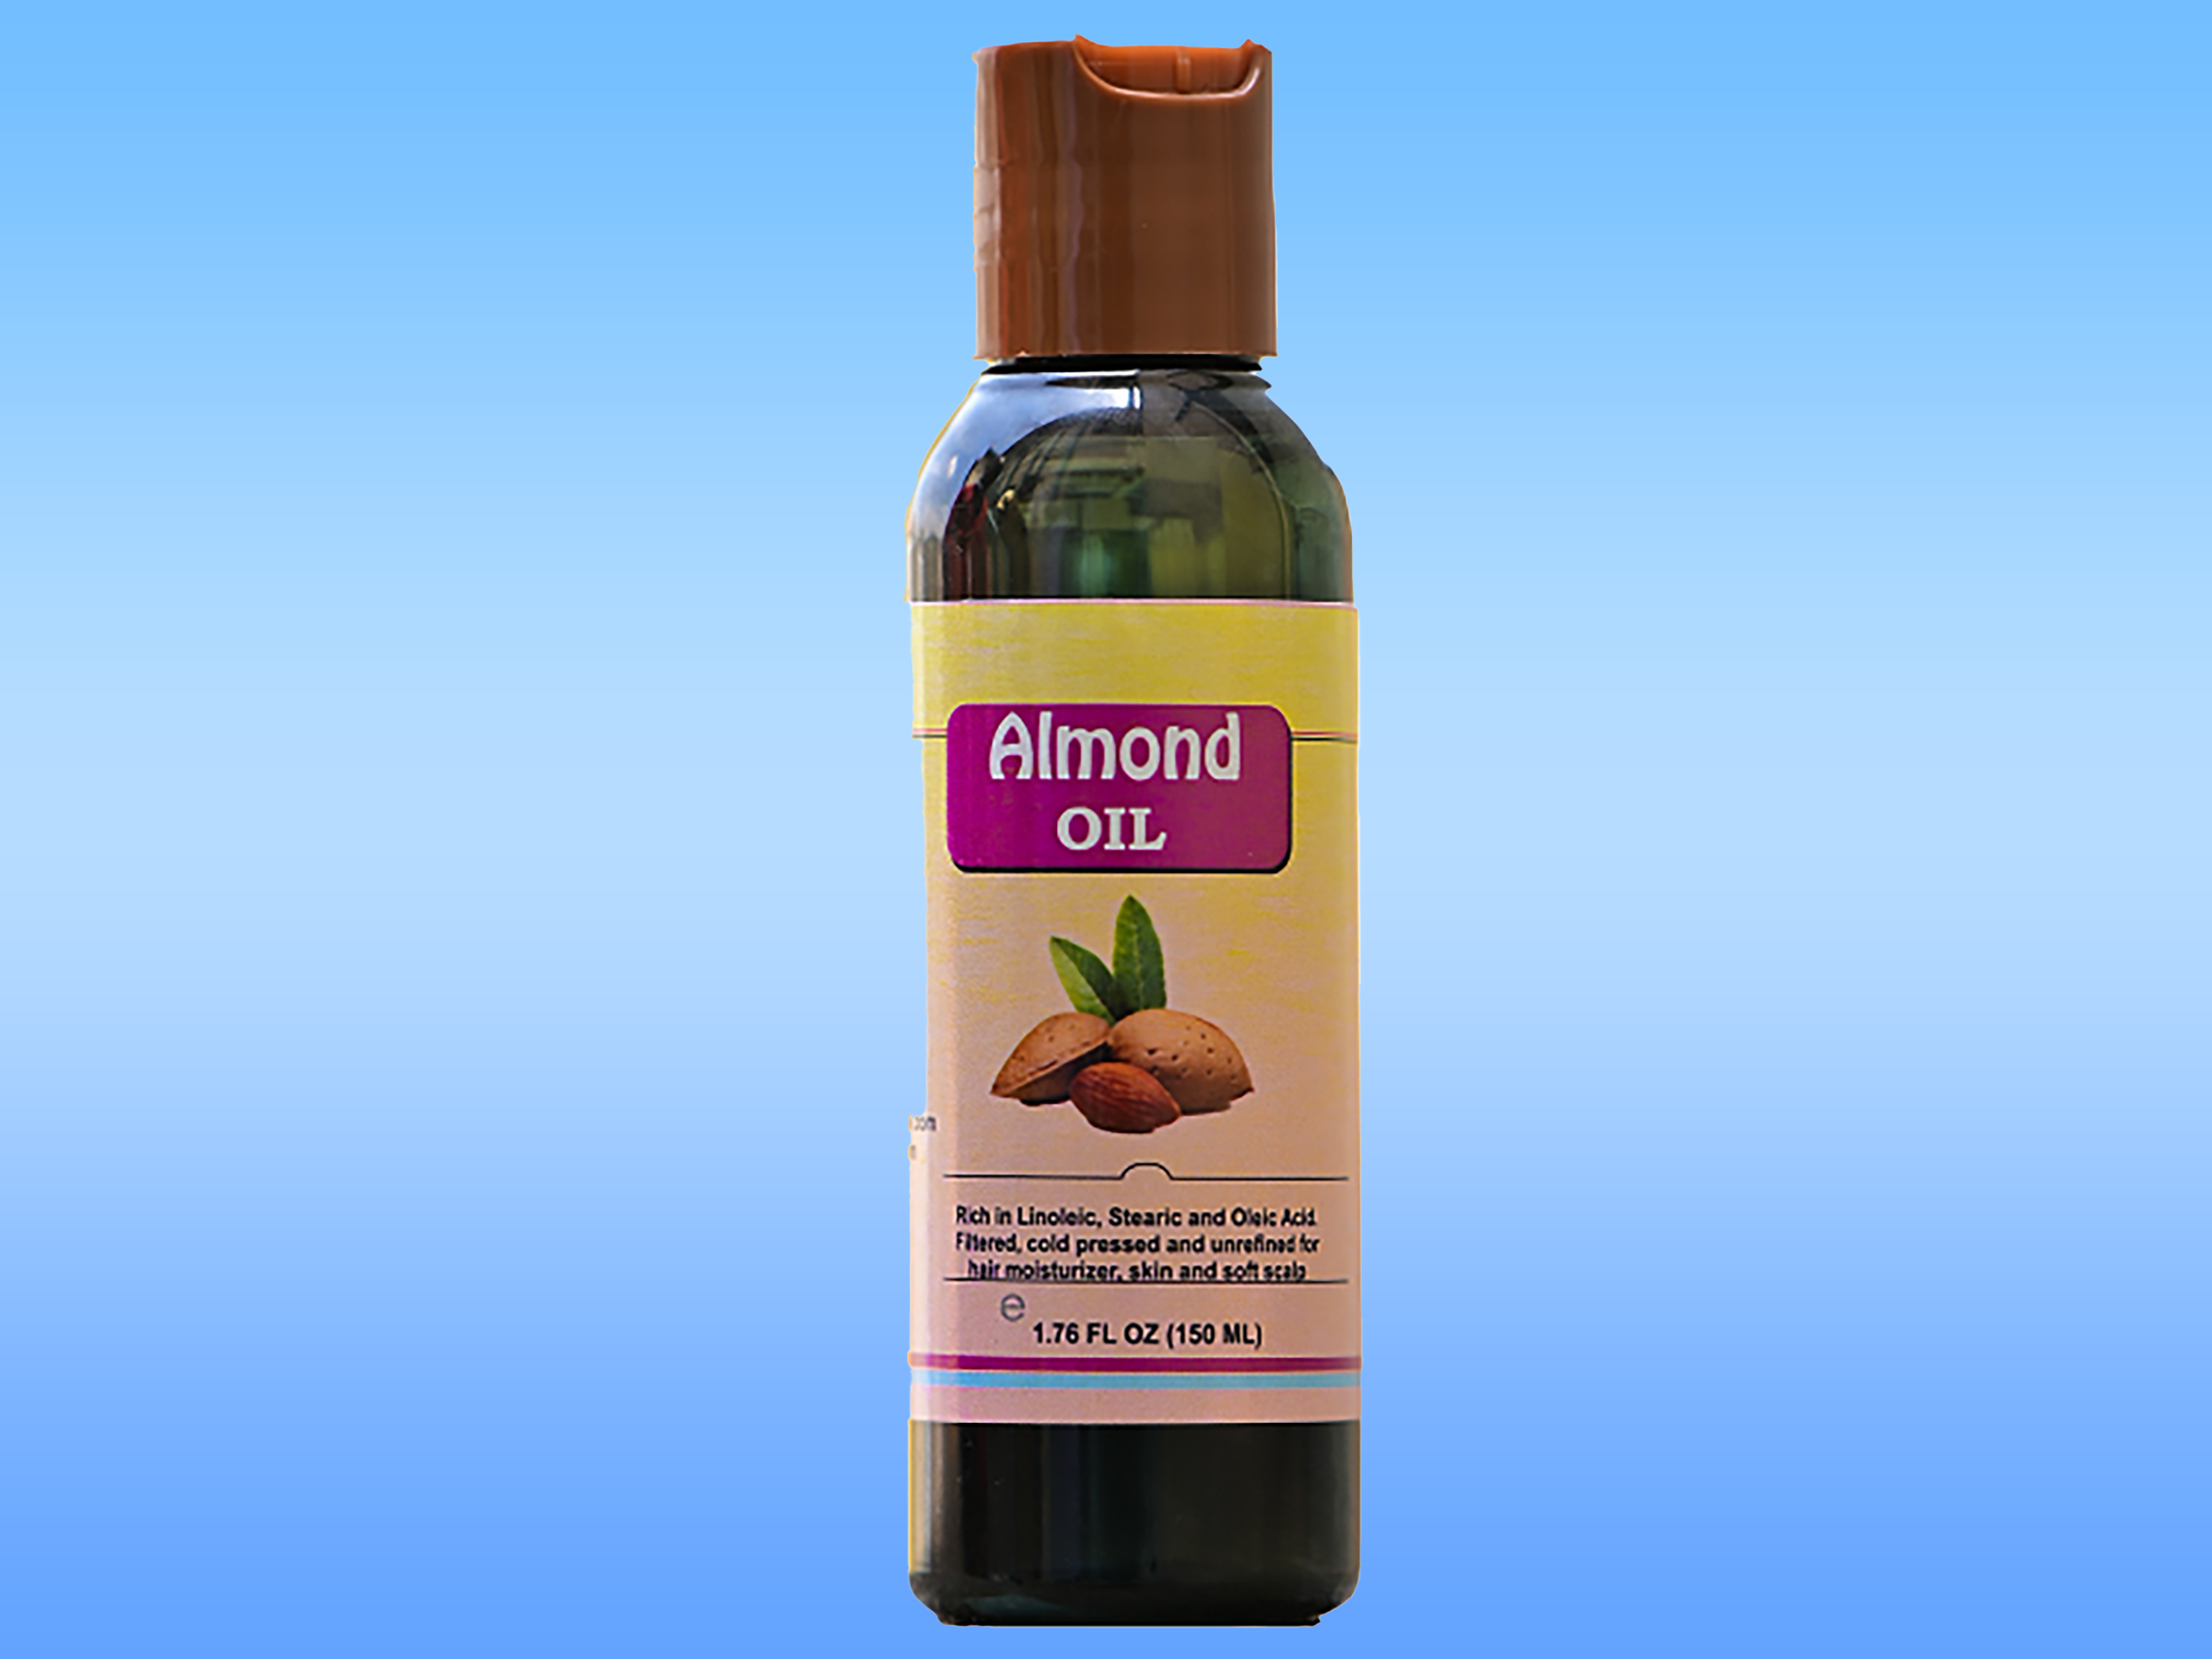 Almond
OIL
Rich in Linoleic, Stearic and Oleic Acid.
Filtered, cold pressed and unrefined for
hair moisturizer, skin and soft scalp
e
1.76 FL OZ (150 ML)